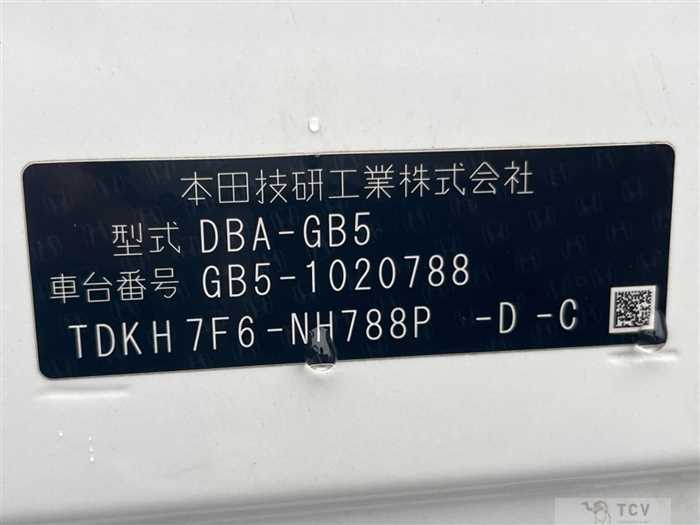 本田技研工業株式会社
型式 DBA-GB5
車台番号 GB5-1020788
TDKH7F6-NH788P -D-C
TCV